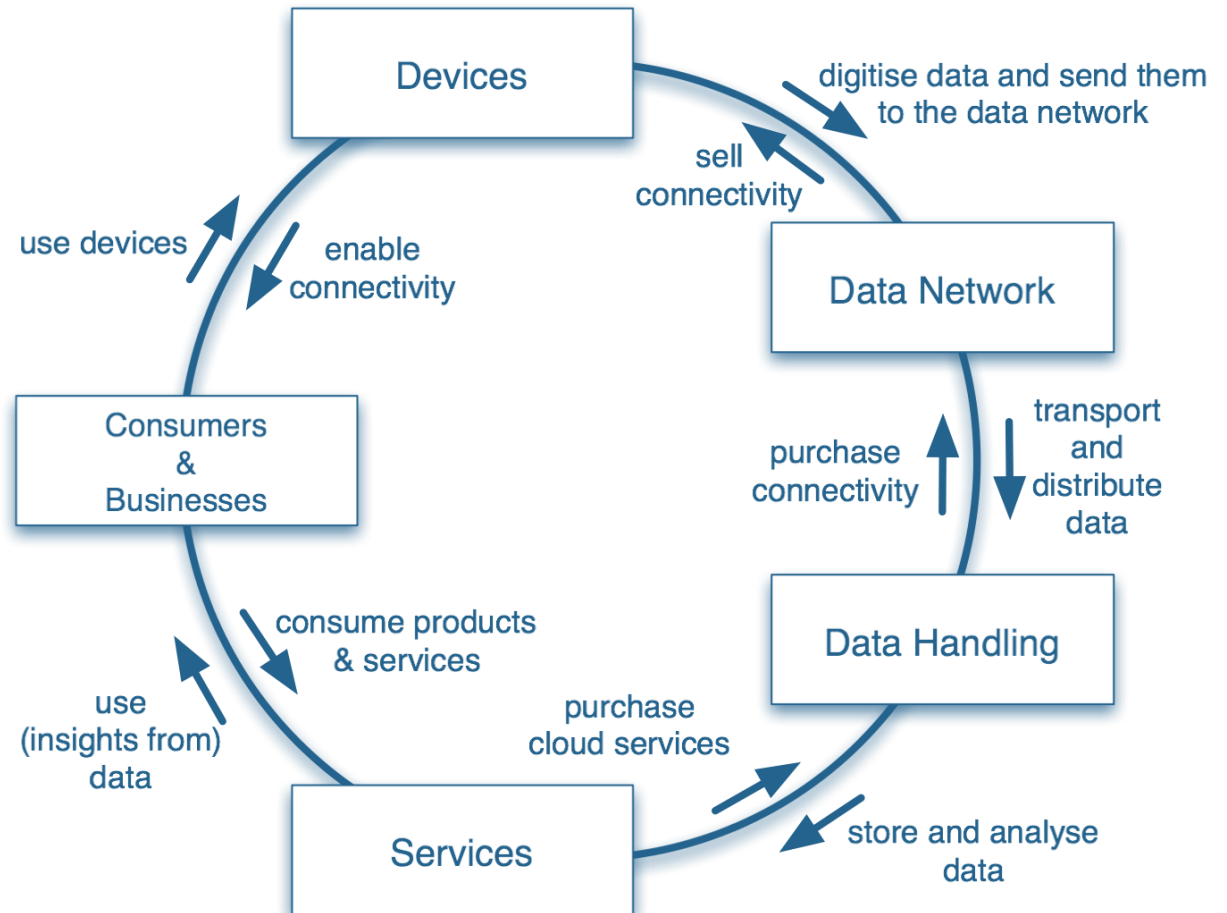 Devices
digitise data and send them
to the data network
sell
connectivity
use devices
enable
connectivity
Data Network
Consumers
&
Businesses
purchase
connectivity
transport
and
distribute
data
Data Handling
consume products
& services
use
(insights from)
data
purchase
cloud services
Services
store and analyse
data